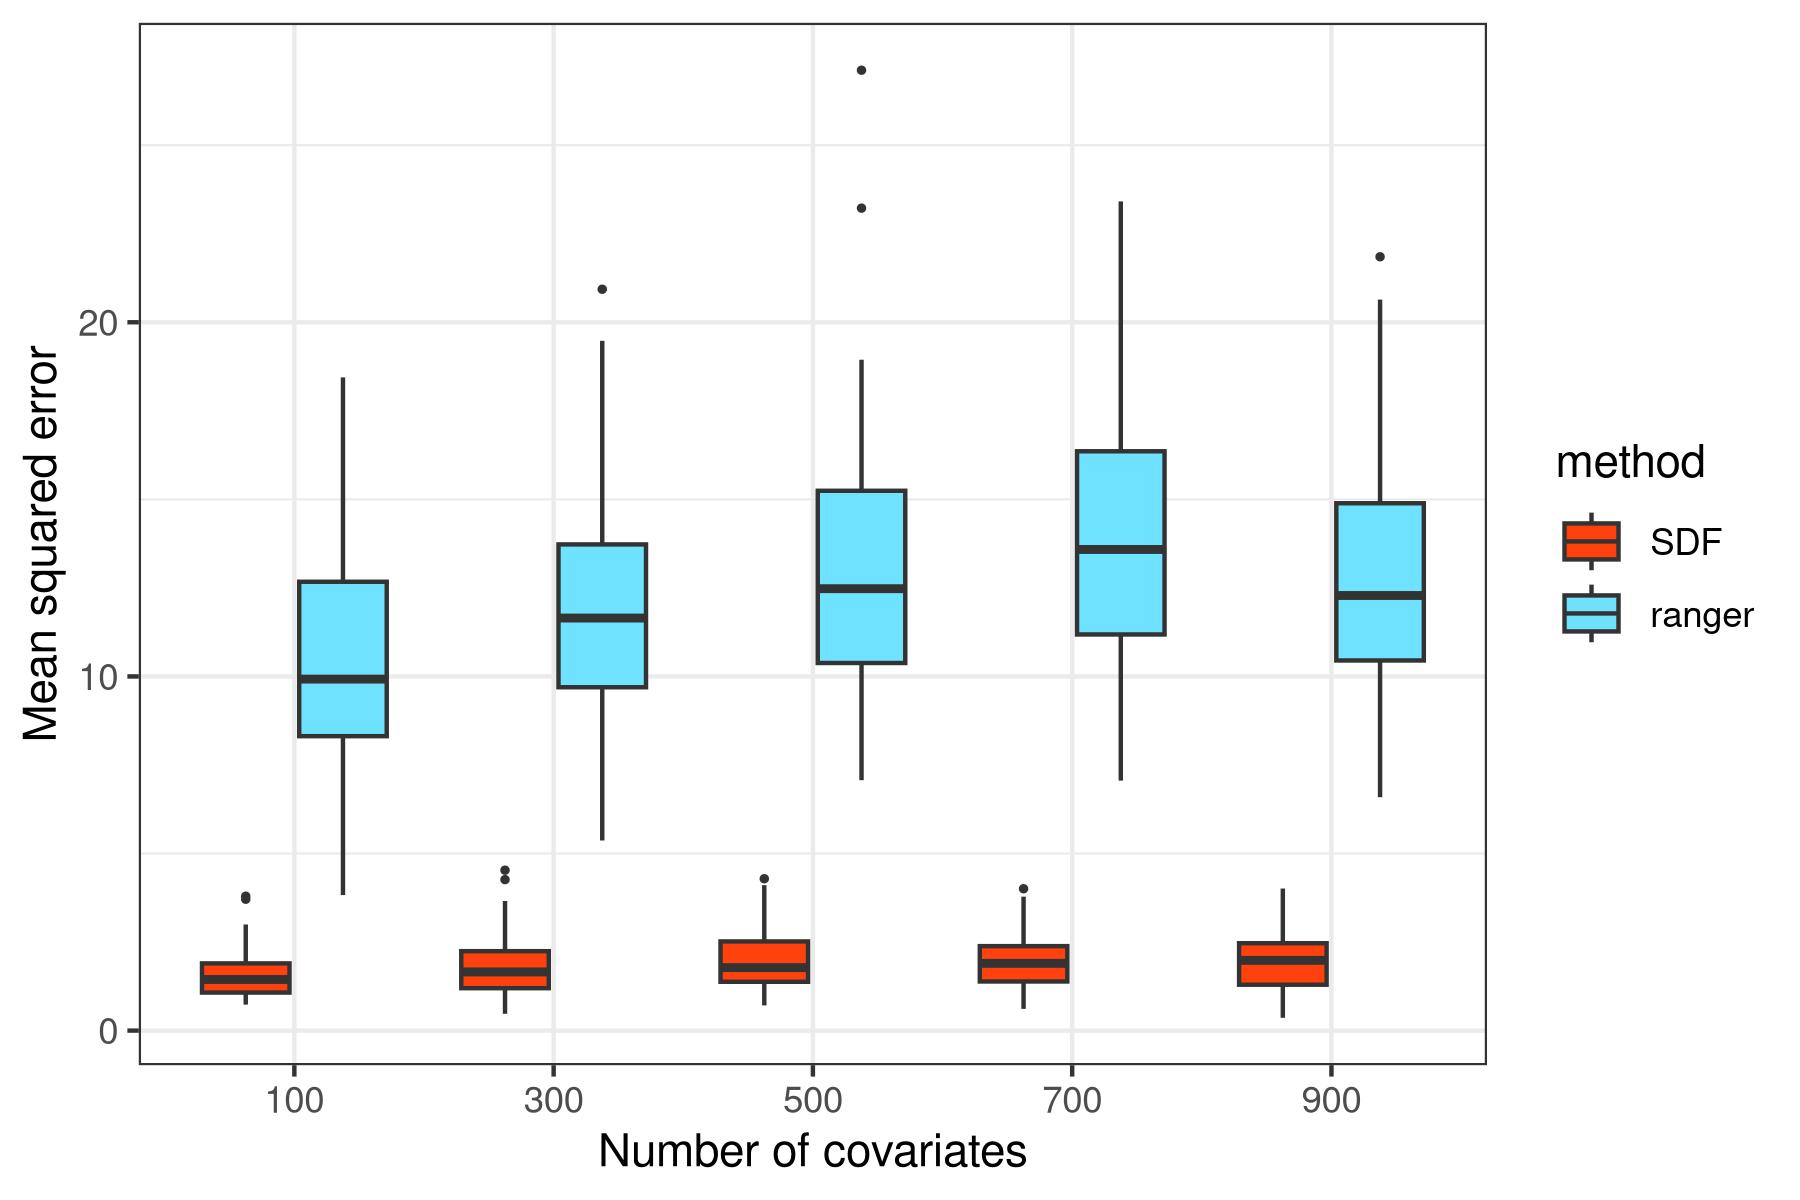 Mean squared error
20
10
0
100 300 500 700 900
Number of covariates
method
SDF
ranger